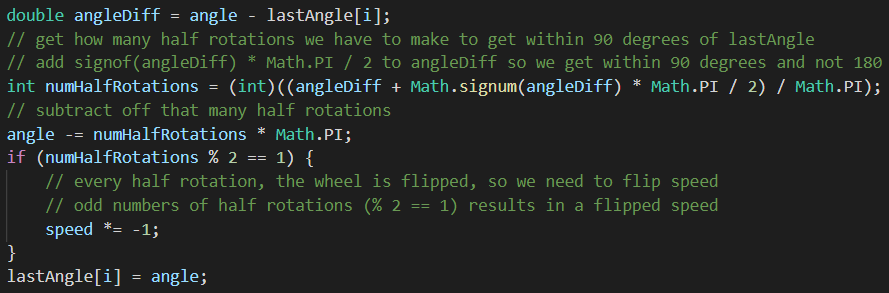 double angleDiff = angle - lastAngle[i];
// get how many half rotations we have to make to get within 90 degrees of lastAngle
// add signof(angleDiff) * Math.PI / 2 to angleDiff so we get within 90 degrees and not 180
int numHalfRotations = (int)((angleDiff + Math.signum(angleDiff) * Math.PI / 2) / Math.PI);
// subtract off that many half rotations
angle -= numHalfRotations * Math.PI;
if (numHalfRotations % 2 == 1) {
    // every half rotation, the wheel is flipped, so we need to flip speed
    // odd numbers of half rotations (% 2 == 1) results in a flipped speed
    speed *= -1;
}
lastAngle[i] = angle;